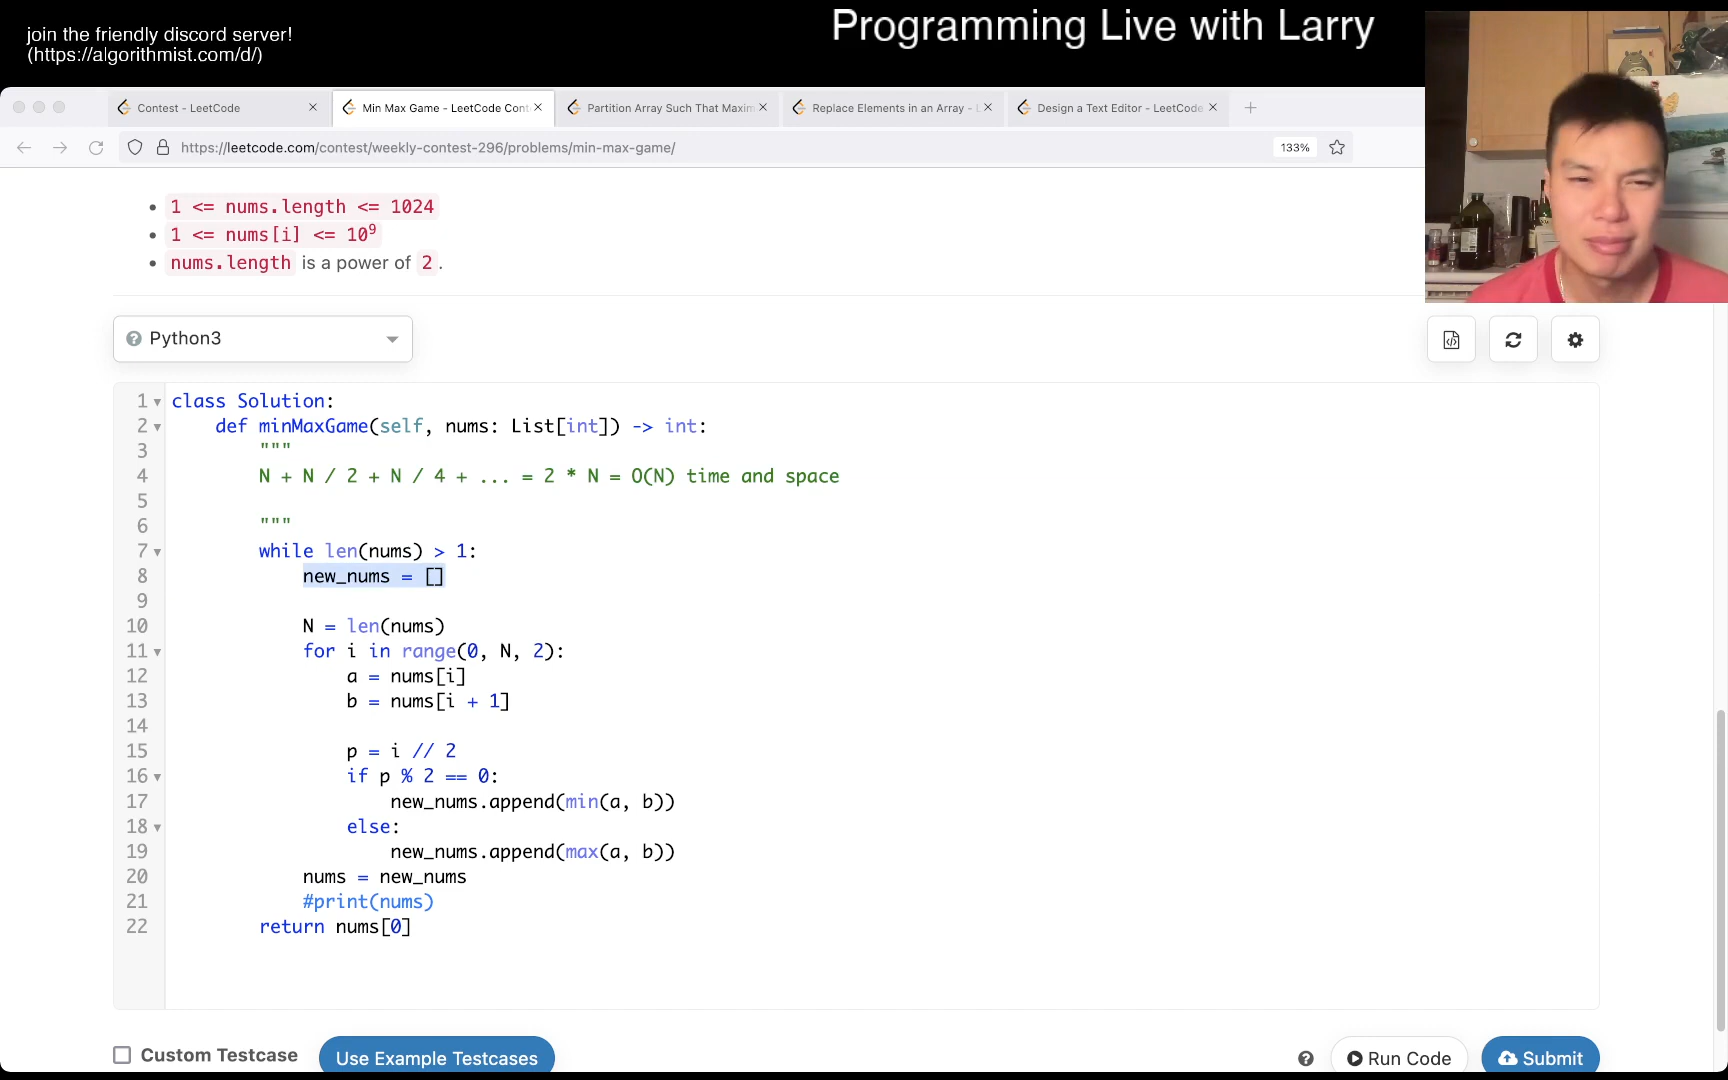 join the friendly discord server!
(https://algorithmist.com/d/)
Programming Live with Larry
Contest - LeetCode
Min Max Game - LeetCode Cont
Partition Array Such That Maxim
Replace Elements in an Array - L
Design a Text Editor - LeetCode
https://leetcode.com/contest/weekly-contest-296/problems/min-max-game/
133%
1 <= nums.length <= 1024
1 <= nums[i] <= 10⁹
nums.length is a power of 2.
Python3
1 class Solution:
2 def minMaxGame(self, nums: List[int]) -> int:
3 """
4 N + N / 2 + N / 4 + ... = 2 * N = O(N) time and space
5
6 """
7 while len(nums) > 1:
8 new_nums = []
9
10 N = len(nums)
11 for i in range(0, N, 2):
12 a = nums[i]
13 b = nums[i + 1]
14
15 p = i // 2
16 if p % 2 == 0:
17 new_nums.append(min(a, b))
18 else:
19 new_nums.append(max(a, b))
20 nums = new_nums
21 #print(nums)
22 return nums[0]
Custom Testcase
Use Example Testcases
Run Code
Submit